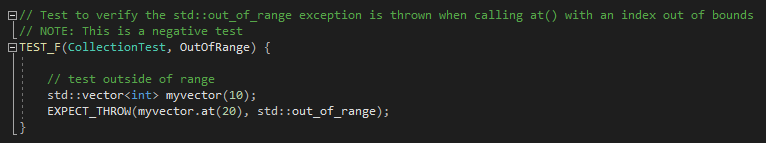 // Test to verify the std::out_of_range exception is thrown when calling at() with an index out of bounds
// NOTE: This is a negative test
TEST_F(CollectionTest, OutOfRange) {
// test outside of range
std::vector<int> myvector(10);
EXPECT_THROW(myvector.at(20), std::out_of_range);
}